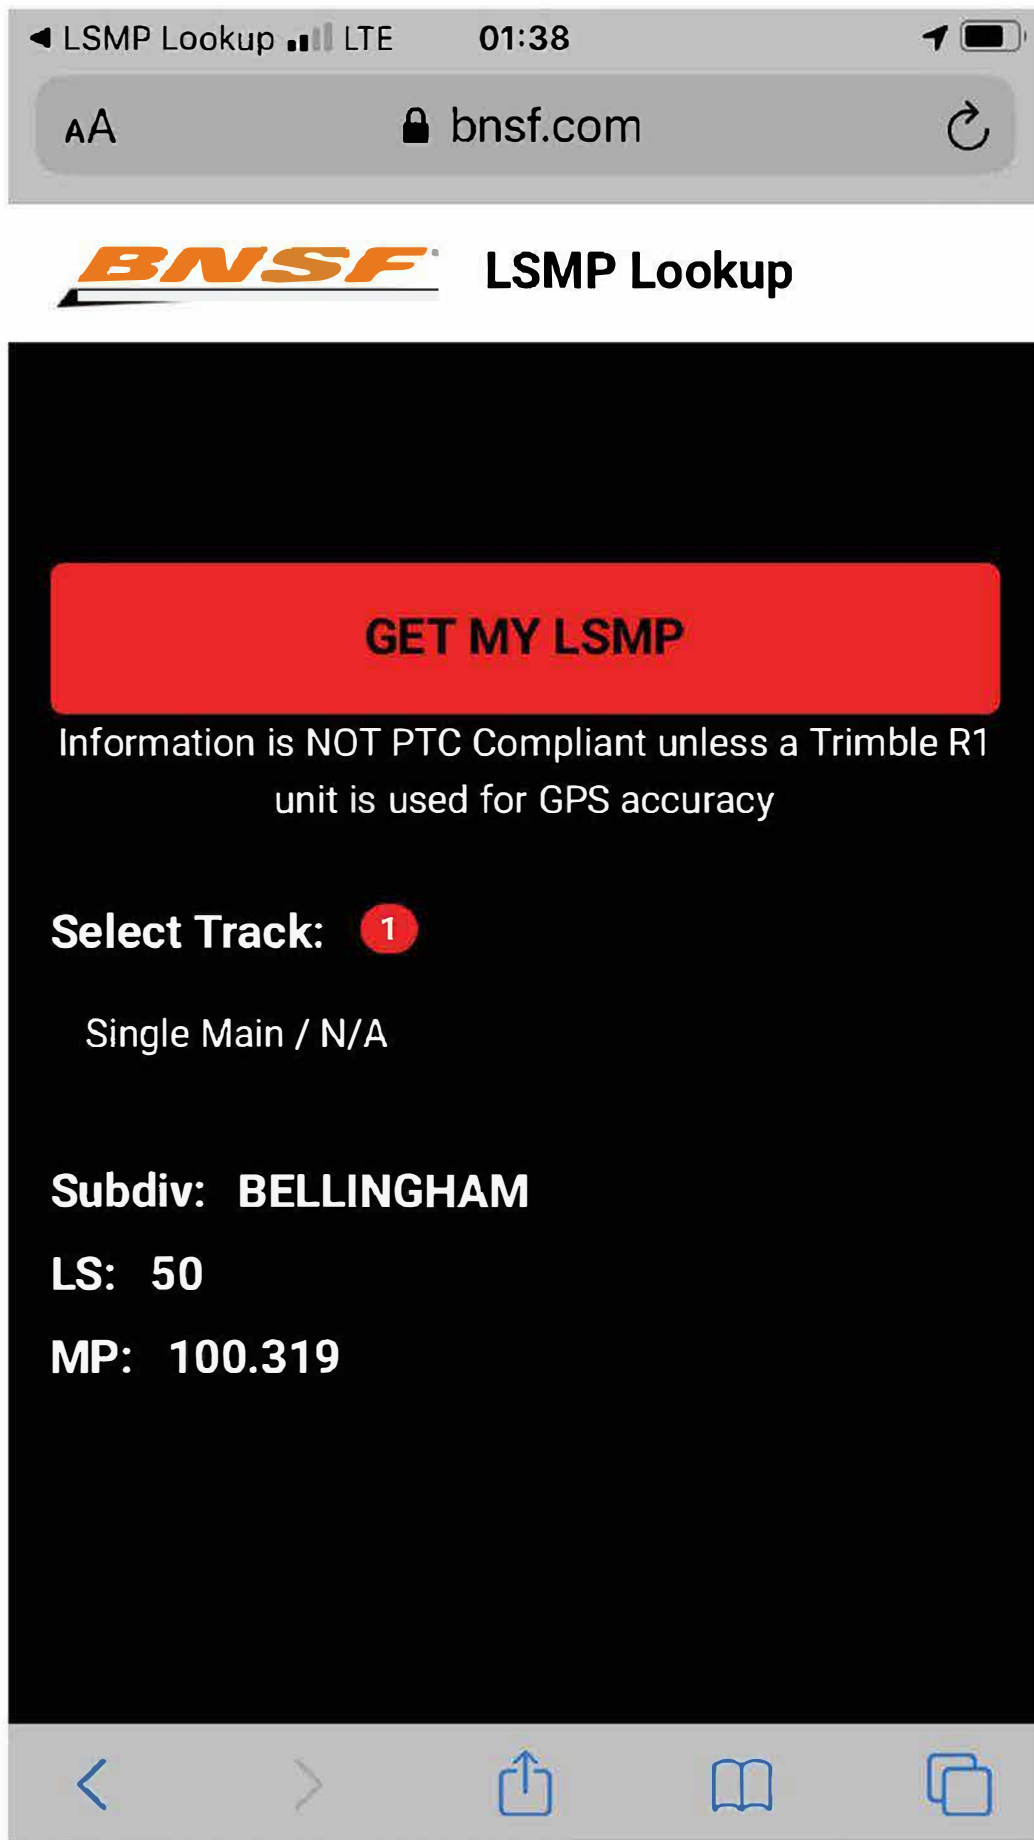 LSMP Lookup LTE 01:38
AA bnsf.com
BNSF LSMP Lookup
GET MY LSMP
Information is NOT PTC Compliant unless a Trimble R1
unit is used for GPS accuracy
Select Track: 1
Single Main / N/A
Subdiv: BELLINGHAM
LS: 50
MP: 100.319